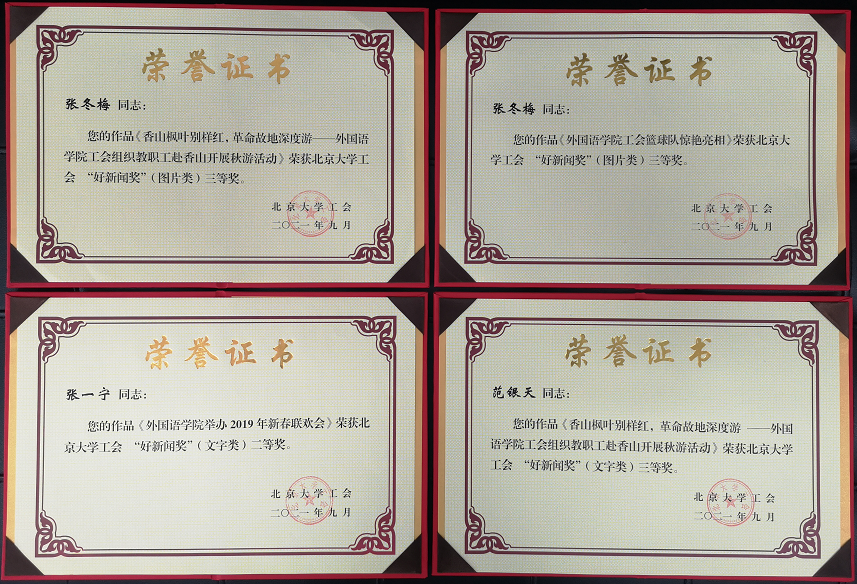 荣誉证书
张冬梅 同志：
您的作品《香山枫叶别样红，革命故地深度游——外国语
学院工会组织教职工赴香山开展秋游活动》荣获北京大学工
会 “好新闻奖”（图片类）三等奖。
北京大学工会
二〇二一年九月
荣誉证书
张冬梅 同志：
您的作品《外国语学院工会篮球队惊艳亮相》荣获北京大
学工会 “好新闻奖”（图片类）三等奖。
北京大学工会
二〇二一年九月
荣誉证书
张一宁 同志：
您的作品《外国语学院举办 2019 年新春联欢会》荣获北
京大学工会 “好新闻奖”（文字类）二等奖。
北京大学工会
二〇二一年九月
荣誉证书
范银天 同志：
您的作品《香山枫叶别样红，革命故地深度游 ——外国
语学院工会组织教职工赴香山开展秋游活动》荣获北京大学
工会 “好新闻奖”（文字类）三等奖。
北京大学工会
二〇二一年九月